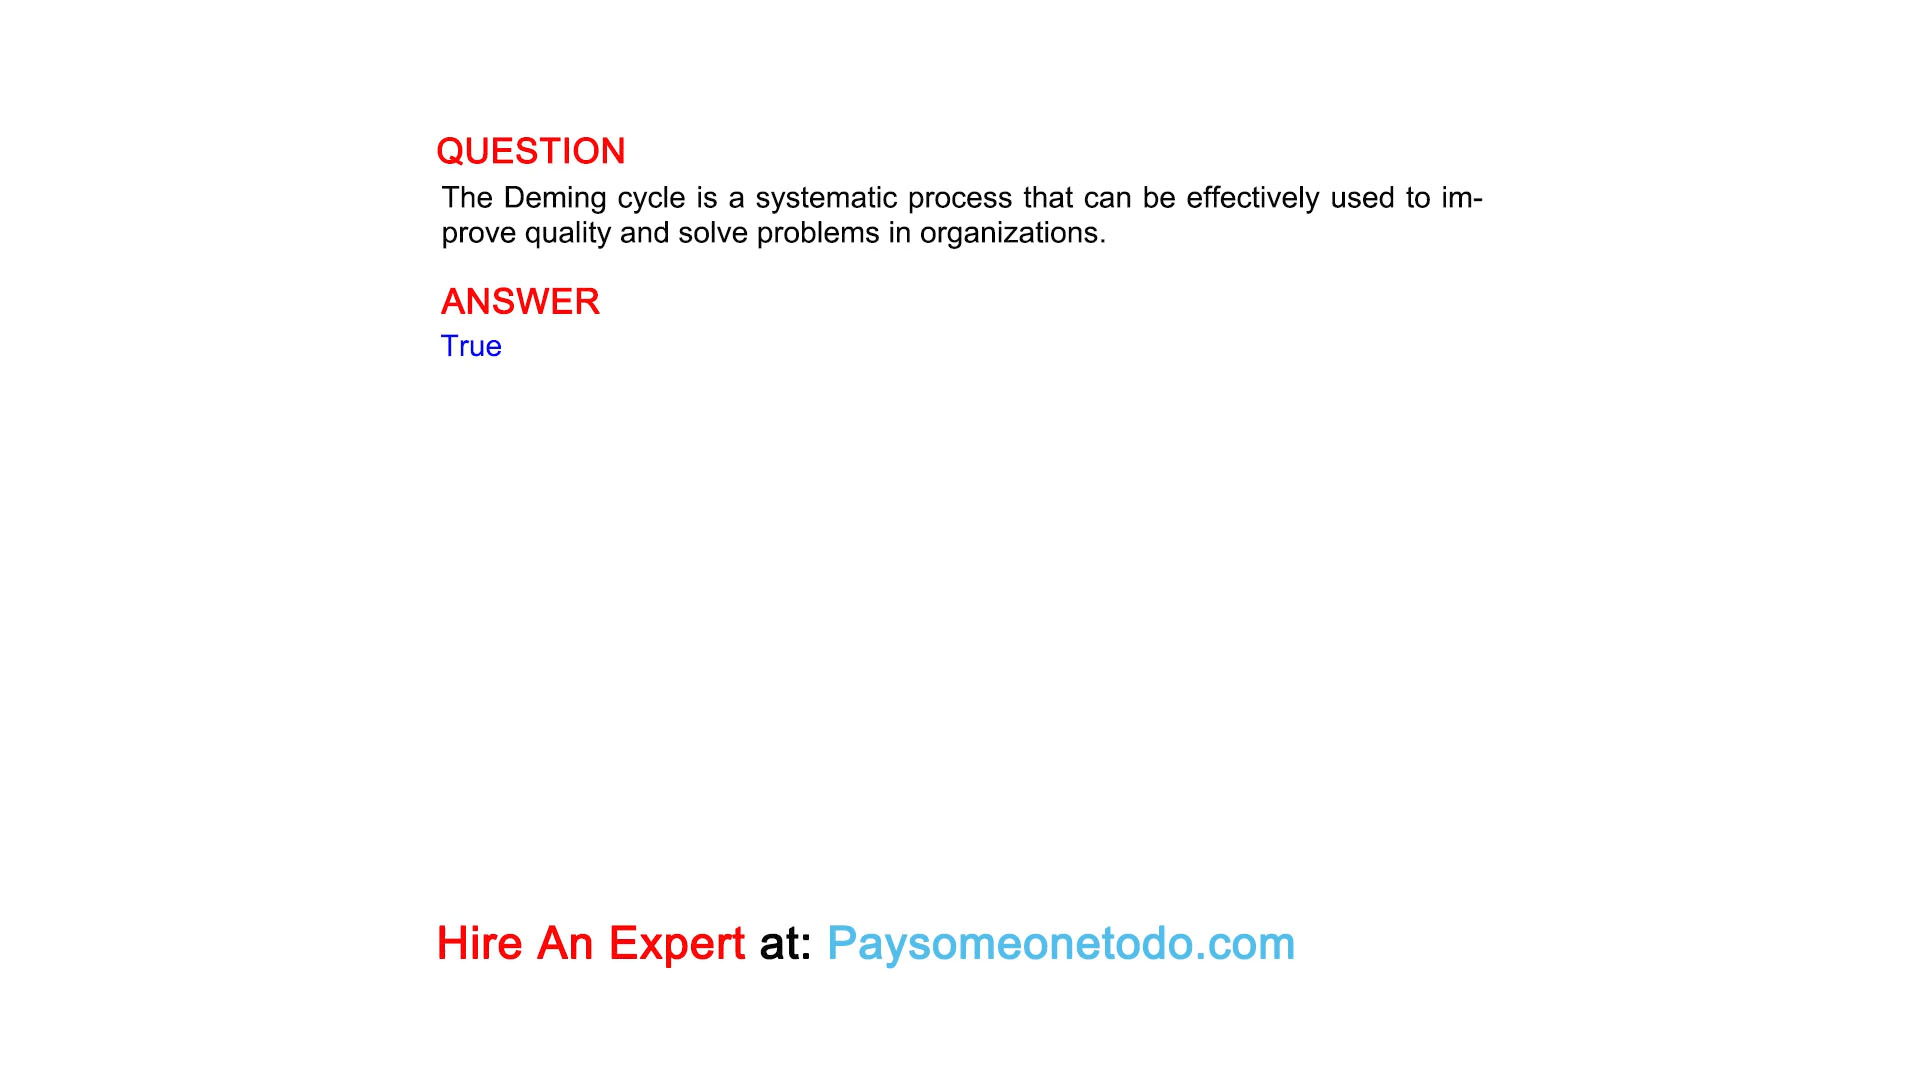 QUESTION
The Deming cycle is a systematic process that can be effectively used to im-
prove quality and solve problems in organizations.
ANSWER
True
Hire An Expert at: Paysomeonetodo.com